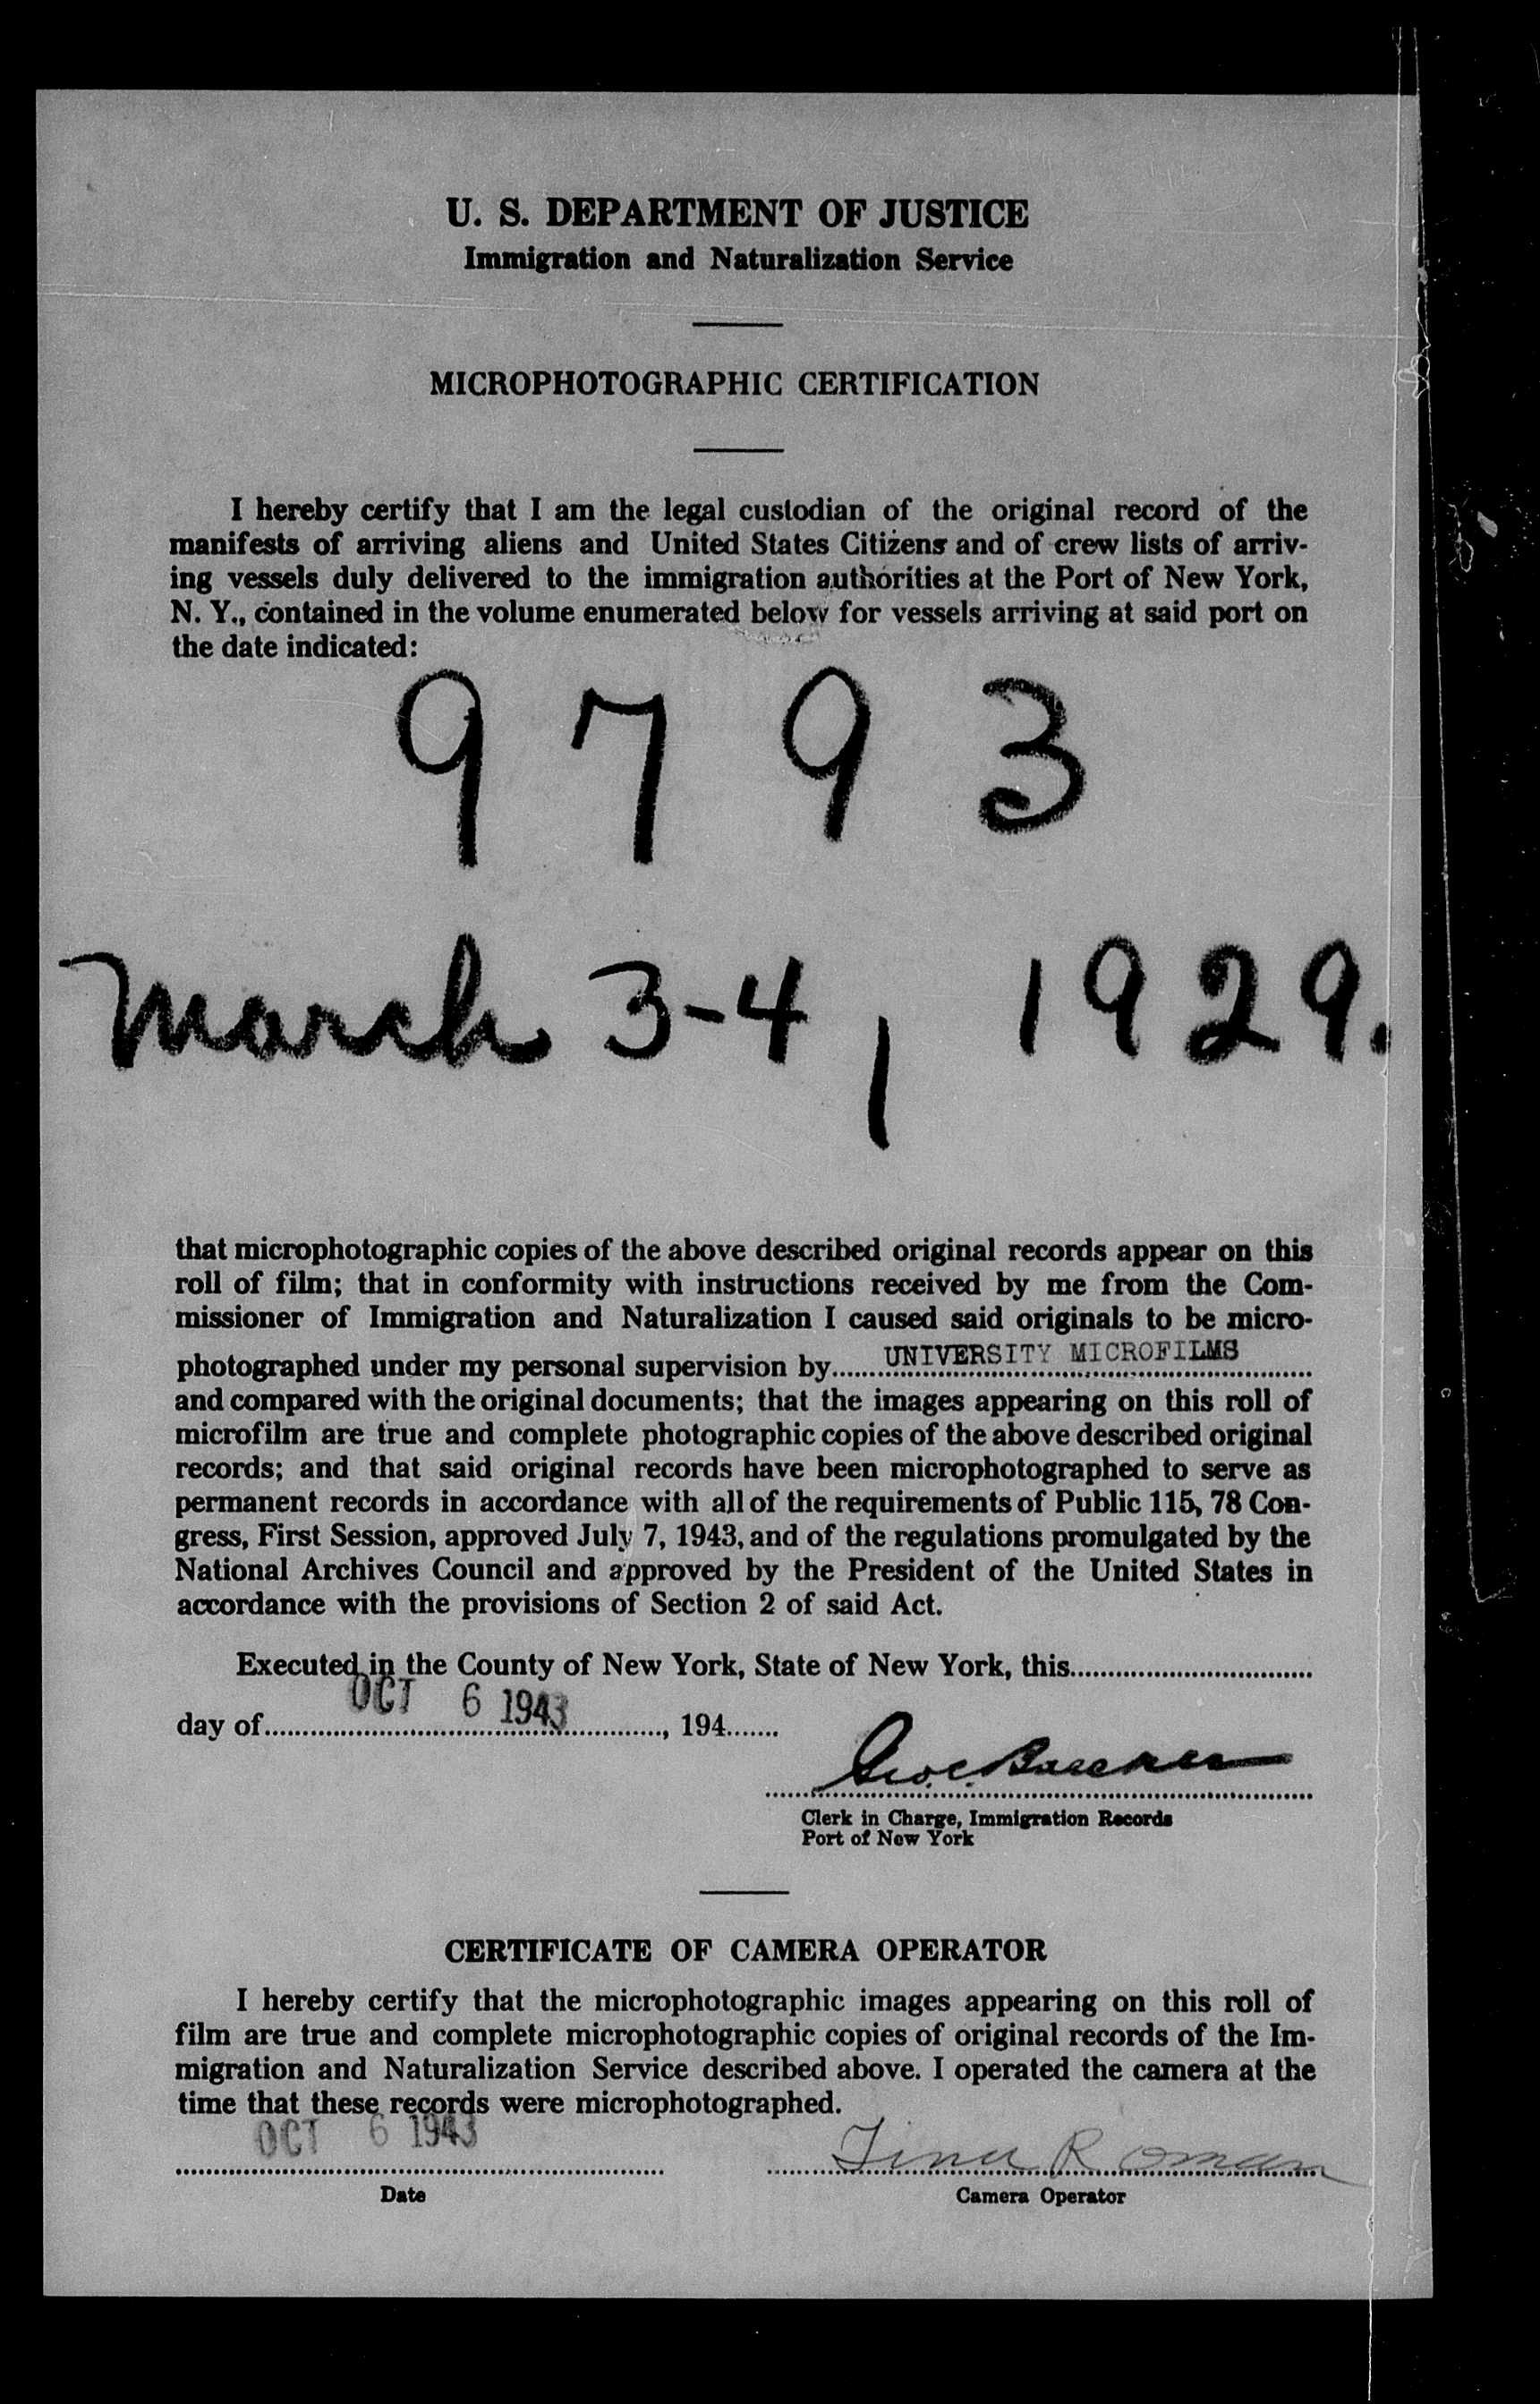 U. S. DEPARTMENT OF JUSTICE
Immigration and Naturalization Service
MICROPHOTOGRAPHIC CERTIFICATION
I hereby certify that I am the legal custodian of the original record of the
manifests of arriving aliens and United States Citizens and of crew lists of arriv-
ing vessels duly delivered to the immigration authorities at the Port of New York,
N. Y., contained in the volume enumerated below for vessels arriving at said port on
the date indicated:
9 7 9 3
March 3-4, 1929.
that microphotographic copies of the above described original records appear on this
roll of film; that in conformity with instructions received by me from the Com-
missioner of Immigration and Naturalization I caused said originals to be micro-
photographed under my personal supervision by UNIVERSITY MICROFILMS
and compared with the original documents; that the images appearing on this roll of
microfilm are true and complete photographic copies of the above described original
records; and that said original records have been microphotographed to serve as
permanent records in accordance with all of the requirements of Public 115, 78 Con-
gress, First Session, approved July 7, 1943, and of the regulations promulgated by the
National Archives Council and approved by the President of the United States in
accordance with the provisions of Section 2 of said Act.
Executed in the County of New York, State of New York, this
day of OCT 6 1943, 194
Geo. C.
Clerk in Charge, Immigration Records
Port of New York
CERTIFICATE OF CAMERA OPERATOR
I hereby certify that the microphotographic images appearing on this roll of
film are true and complete microphotographic copies of original records of the Im-
migration and Naturalization Service described above. I operated the camera at the
time that these records were microphotographed.
OCT 6 1943 Tina Roman
Date Camera Operator